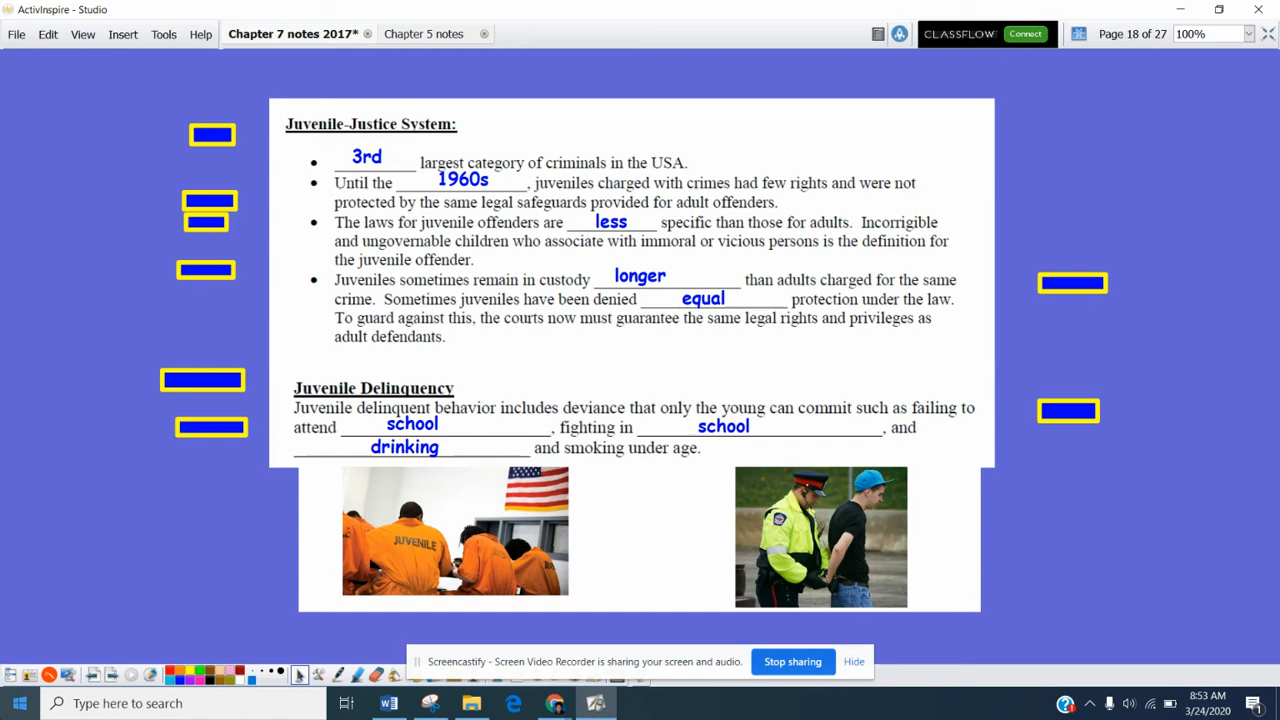 ActivInspire - Studio
File Edit View Insert Tools Help Chapter 7 notes 2017* Chapter 5 notes CLASSFLOW Connect Page 18 of 27 100%
Juvenile-Justice System:
• 3rd largest category of criminals in the USA.
• Until the 1960s, juveniles charged with crimes had few rights and were not
protected by the same legal safeguards provided for adult offenders.
• The laws for juvenile offenders are less specific than those for adults. Incorrigible
and ungovernable children who associate with immoral or vicious persons is the definition for
the juvenile offender.
• Juveniles sometimes remain in custody longer than adults charged for the same
crime. Sometimes juveniles have been denied equal protection under the law.
To guard against this, the courts now must guarantee the same legal rights and privileges as
adult defendants.
Juvenile Delinquency
Juvenile delinquent behavior includes deviance that only the young can commit such as failing to
attend school, fighting in school, and
drinking and smoking under age.
JUVENILE
Screencastify - Screen Video Recorder is sharing your screen and audio. Stop sharing Hide
Type here to search
8:53 AM
3/24/2020